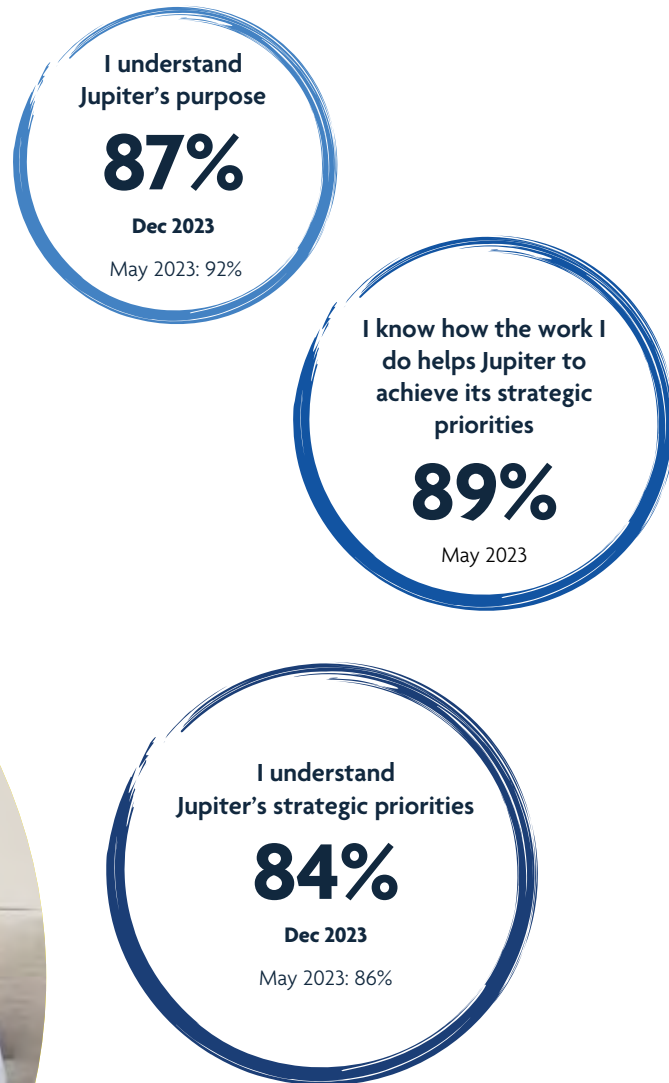 I understand
Jupiter’s purpose
87%
Dec 2023
May 2023: 92%
I know how the work I
do helps Jupiter to
achieve its strategic
priorities
89%
May 2023
I understand
Jupiter’s strategic priorities
84%
Dec 2023
May 2023: 86%